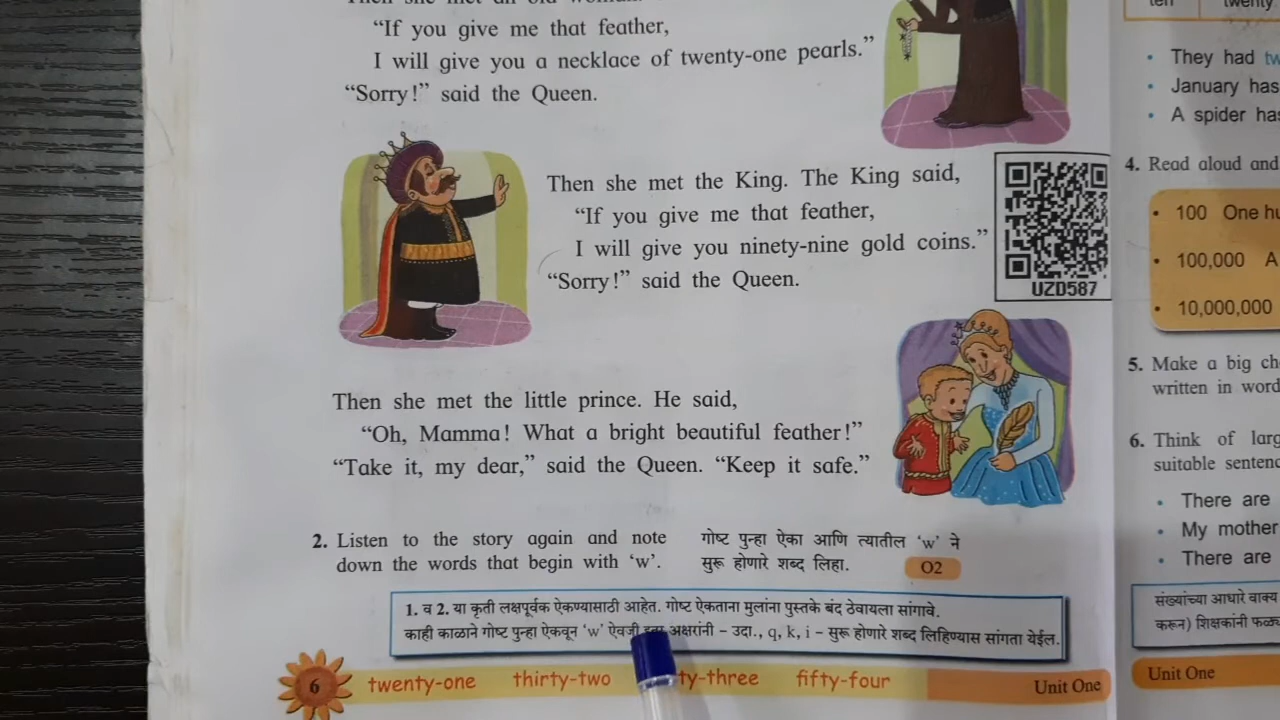 “If you give me that feather,
I will give you a necklace of twenty-one pearls.”
“Sorry!” said the Queen.
Then she met the King. The King said,
“If you give me that feather,
I will give you ninety-nine gold coins.”
“Sorry!” said the Queen.
UZD587
Then she met the little prince. He said,
“Oh, Mamma! What a bright beautiful feather!”
“Take it, my dear,” said the Queen. “Keep it safe.”
2. Listen to the story again and note
down the words that begin with ‘w’.
गोष्ट पुन्हा ऐका आणि त्यातील ‘w’ ने
सुरू होणारे शब्द लिहा.
O2
1. व 2. या कृती लक्षपूर्वक ऐकण्यासाठी आहेत. गोष्ट ऐकताना मुलांना पुस्तके बंद ठेवायला सांगावे.
काही काळाने गोष्ट पुन्हा ऐकवून ‘w’ ऐवजी अक्षरांनी – उदा., q, k, i – सुरू होणारे शब्द लिहिण्यास सांगता येईल.
6 twenty-one thirty-two fifty-four Unit One
ten twenty
They had
January has
A spider has
4. Read aloud and
• 100 One
• 100,000 A
• 10,000,000
5. Make a big
written in word
6. Think of
suitable
• There are
• My mother
• There are
संख्यांच्या आधारे वाक्य
करून) शिक्षकांनी
Unit One